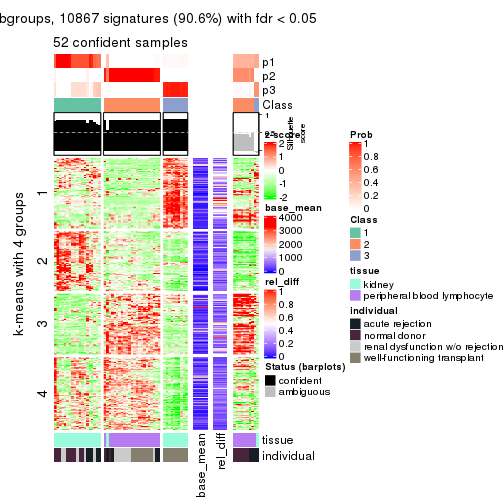 bgroups, 10867 signatures (90.6%) with fdr < 0.05
52 confident samples
p1
p2
p3
Class
1
Silhouette
score
z-score
2
1
0
-1
-2
base_mean
4000
3000
2000
1000
0
rel_diff
1
0.8
0.6
0.4
0.2
0
Status (barplots)
confident
ambiguous
Prob
1
0.8
0.6
0.4
0.2
0
Class
1
2
3
tissue
kidney
peripheral blood lymphocyte
individual
acute rejection
normal donor
renal dysfunction w/o rejection
well-functioning transplant
k-means with 4 groups
1
2
3
4
tissue
individual
base_mean
rel_diff